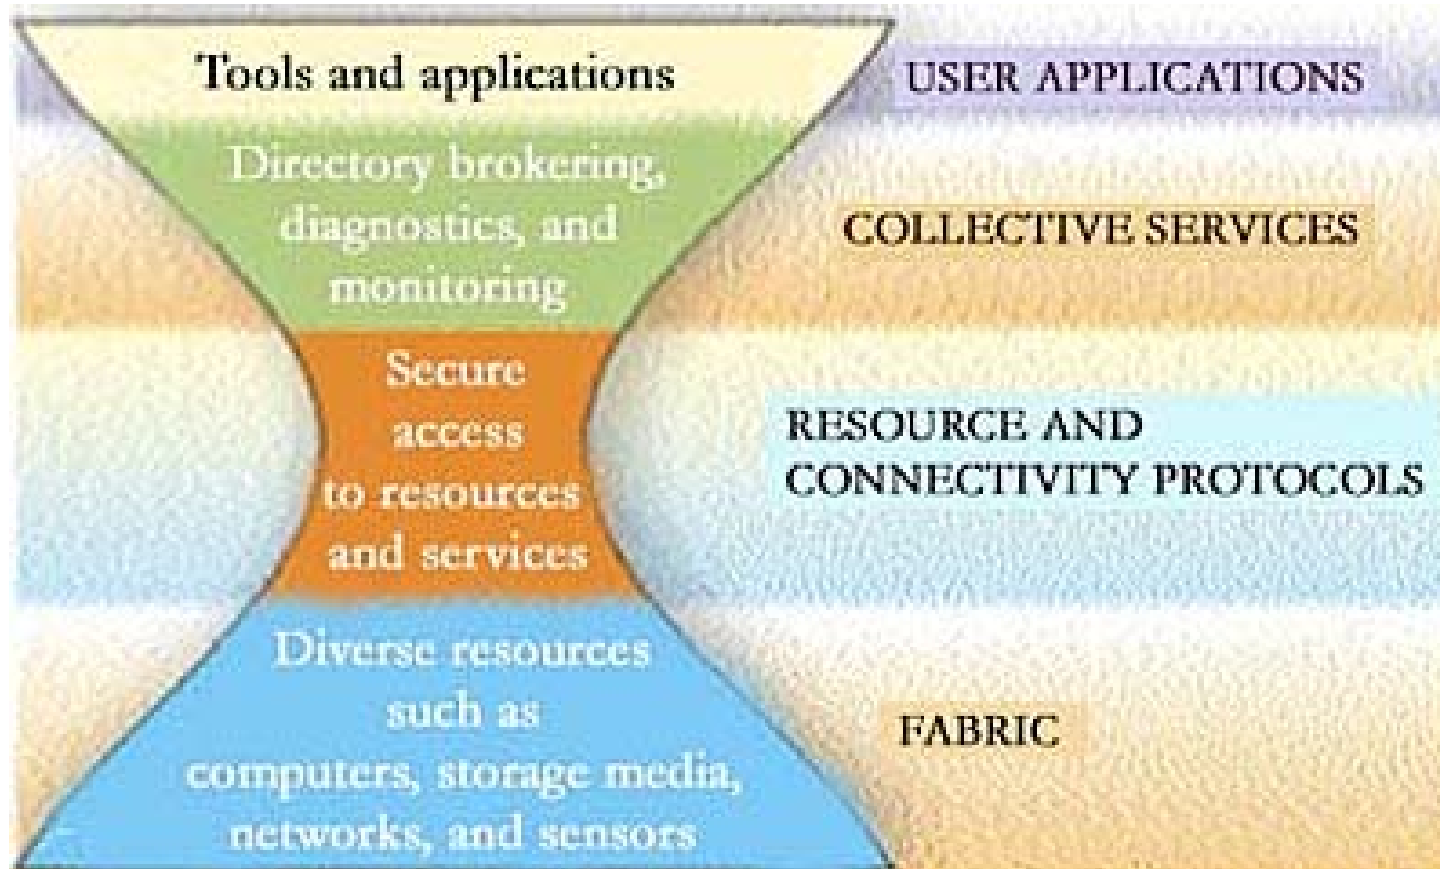 Tools and applications
USER APPLICATIONS
Directory brokering,
diagnostics, and
monitoring
COLLECTIVE SERVICES
Secure
access
to resources
and services
RESOURCE AND
CONNECTIVITY PROTOCOLS
Diverse resources
such as
computers, storage media,
networks, and sensors
FABRIC